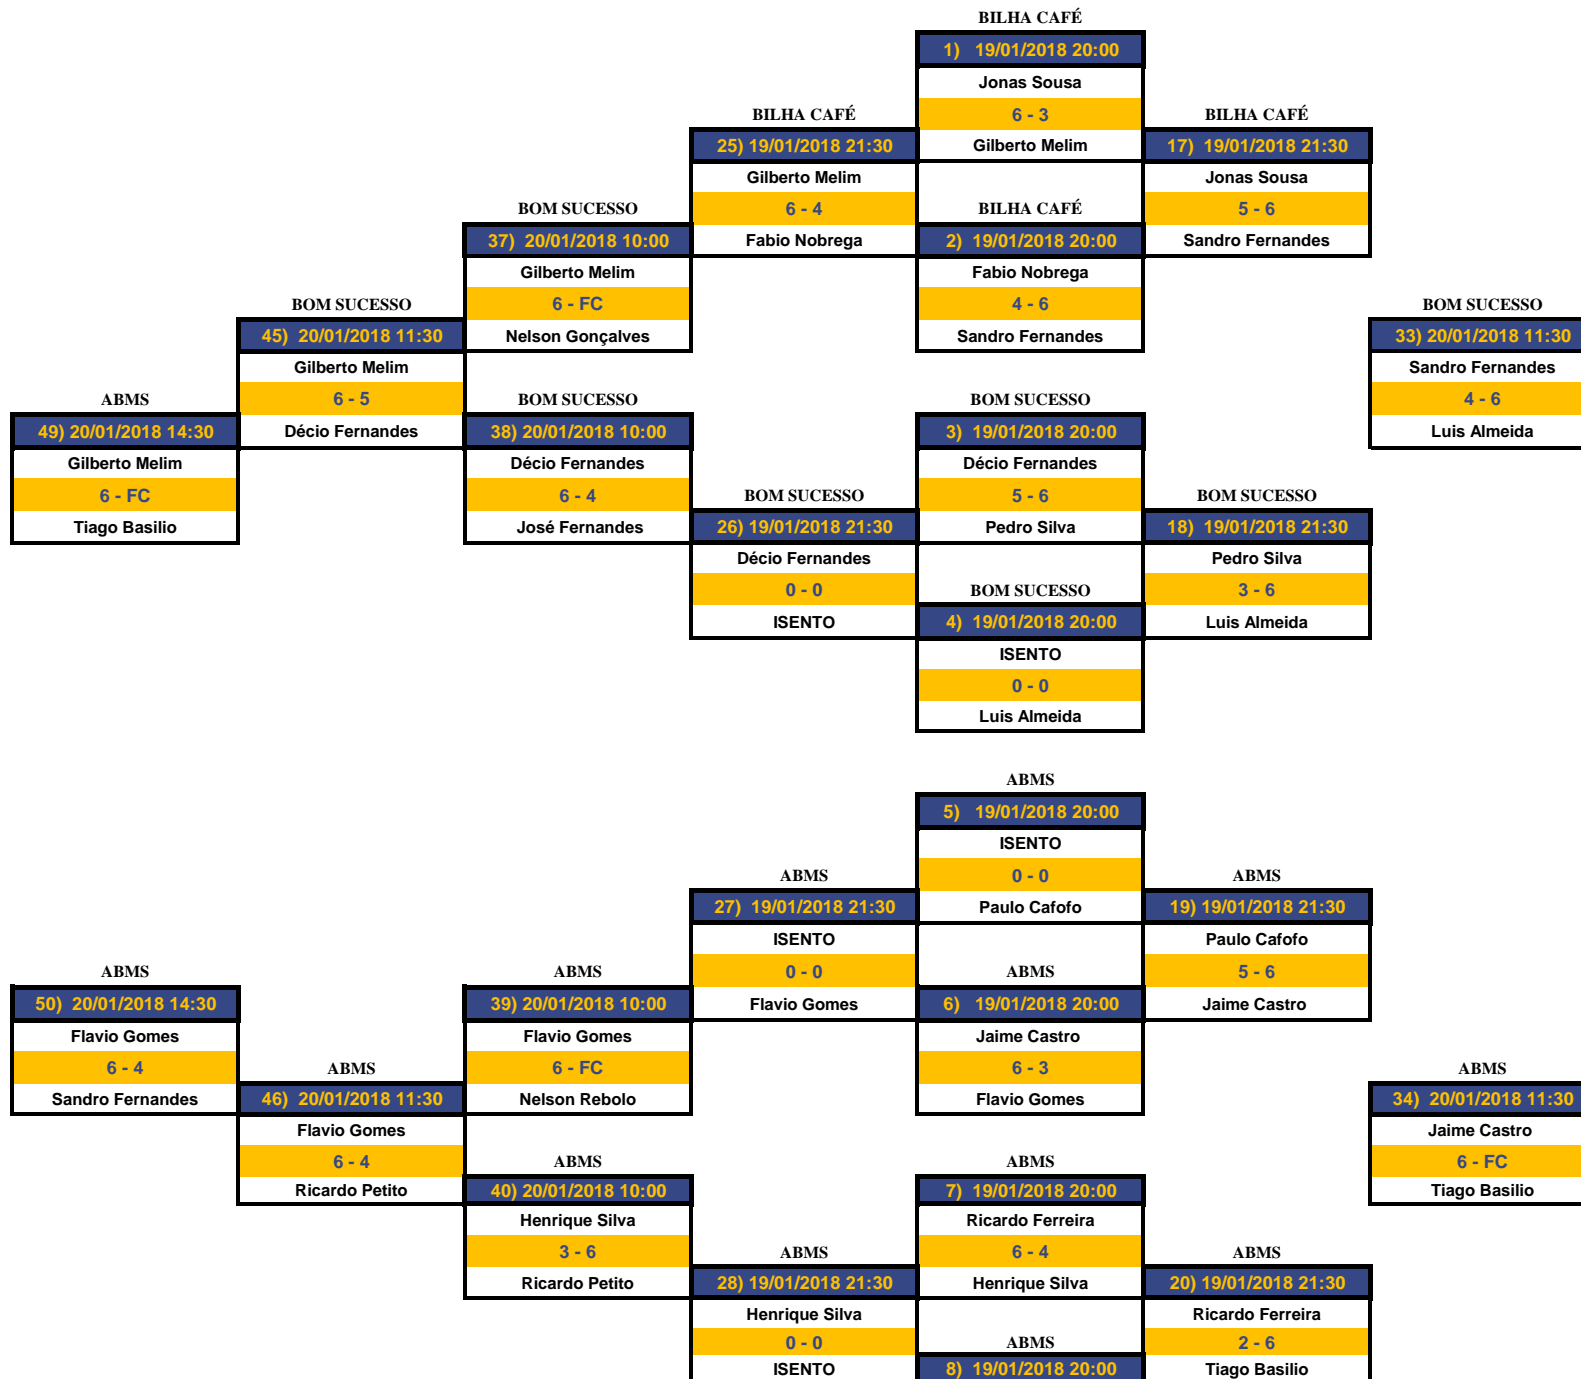 BILHA CAFÉ
1) 19/01/2018 20:00
Jonas Sousa
6 - 3
Gilberto Melim
BILHA CAFÉ
25) 19/01/2018 21:30
Gilberto Melim
6 - 4
Fabio Nobrega
BILHA CAFÉ
17) 19/01/2018 21:30
Jonas Sousa
5 - 6
Sandro Fernandes
BILHA CAFÉ
2) 19/01/2018 20:00
Fabio Nobrega
4 - 6
Sandro Fernandes
BOM SUCESSO
37) 20/01/2018 10:00
Gilberto Melim
6 - FC
Nelson Gonçalves
BOM SUCESSO
45) 20/01/2018 11:30
Gilberto Melim
6 - 5
Décio Fernandes
BOM SUCESSO
33) 20/01/2018 11:30
Sandro Fernandes
4 - 6
Luis Almeida
ABMS
49) 20/01/2018 14:30
Gilberto Melim
6 - FC
Tiago Basilio
BOM SUCESSO
38) 20/01/2018 10:00
Décio Fernandes
6 - 4
José Fernandes
BOM SUCESSO
3) 19/01/2018 20:00
Décio Fernandes
5 - 6
Pedro Silva
BOM SUCESSO
26) 19/01/2018 21:30
Décio Fernandes
0 - 0
ISENTO
BOM SUCESSO
18) 19/01/2018 21:30
Pedro Silva
3 - 6
Luis Almeida
BOM SUCESSO
4) 19/01/2018 20:00
ISENTO
0 - 0
Luis Almeida
ABMS
5) 19/01/2018 20:00
ISENTO
0 - 0
Paulo Cafofo
ABMS
27) 19/01/2018 21:30
ISENTO
0 - 0
Flavio Gomes
ABMS
19) 19/01/2018 21:30
Paulo Cafofo
5 - 6
Jaime Castro
ABMS
50) 20/01/2018 14:30
Flavio Gomes
6 - 4
Sandro Fernandes
ABMS
39) 20/01/2018 10:00
Flavio Gomes
6 - FC
Nelson Rebolo
ABMS
6) 19/01/2018 20:00
Jaime Castro
6 - 3
Flavio Gomes
ABMS
46) 20/01/2018 11:30
Flavio Gomes
6 - 4
Ricardo Petito
ABMS
34) 20/01/2018 11:30
Jaime Castro
6 - FC
Tiago Basilio
ABMS
40) 20/01/2018 10:00
Henrique Silva
3 - 6
Ricardo Petito
ABMS
7) 19/01/2018 20:00
Ricardo Ferreira
6 - 4
Henrique Silva
ABMS
28) 19/01/2018 21:30
Henrique Silva
0 - 0
ISENTO
ABMS
20) 19/01/2018 21:30
Ricardo Ferreira
2 - 6
Tiago Basilio
ABMS
8) 19/01/2018 20:00